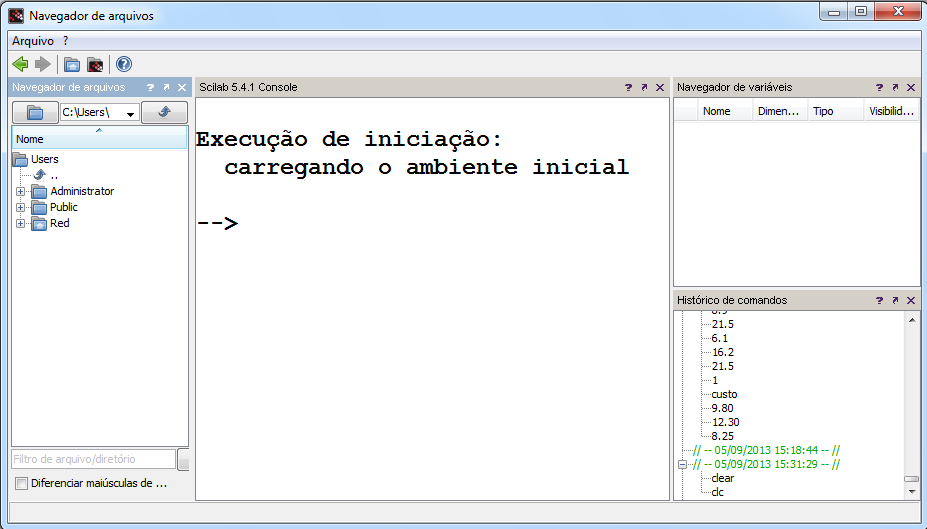 Navegador de arquivos
Arquivo ?
Navegador de arquivos
C:\Users\
Nome
Users
..
Administrator
Public
Red
Filtro de arquivo/diretório
Diferenciar maiúsculas de ...
Scilab 5.4.1 Console
Execução de iniciação:
carregando o ambiente inicial
-->
Navegador de variáveis
Nome Dimen... Tipo Visibilid...
Histórico de comandos
21.5
6.1
16.2
21.5
1
custo
9.80
12.30
8.25
// -- 05/09/2013 15:18:44 -- //
// -- 05/09/2013 15:31:29 -- //
clear
clc